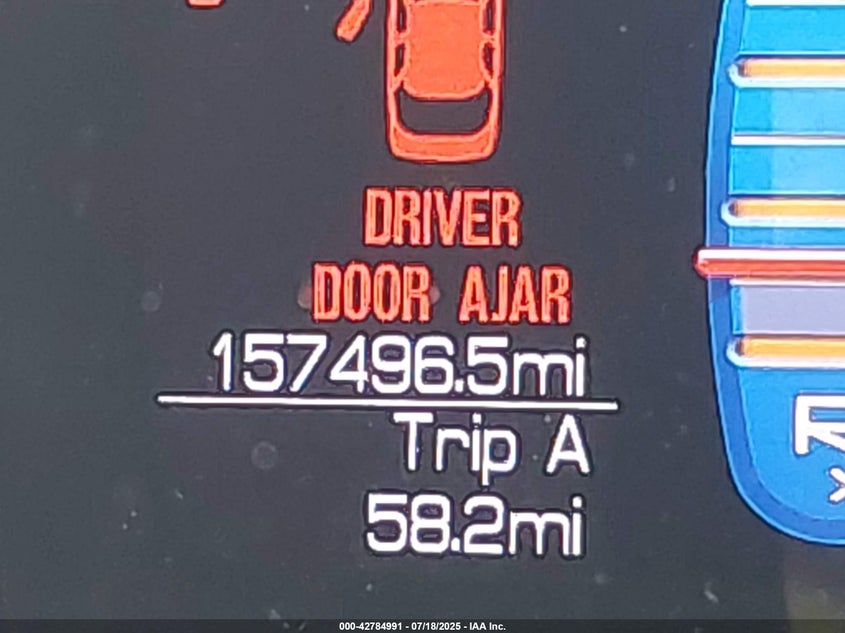 DRIVER
DOOR AJAR
157496.5mi
Trip A
58.2mi
000-42784991 - 07/18/2025 - IAA Inc.